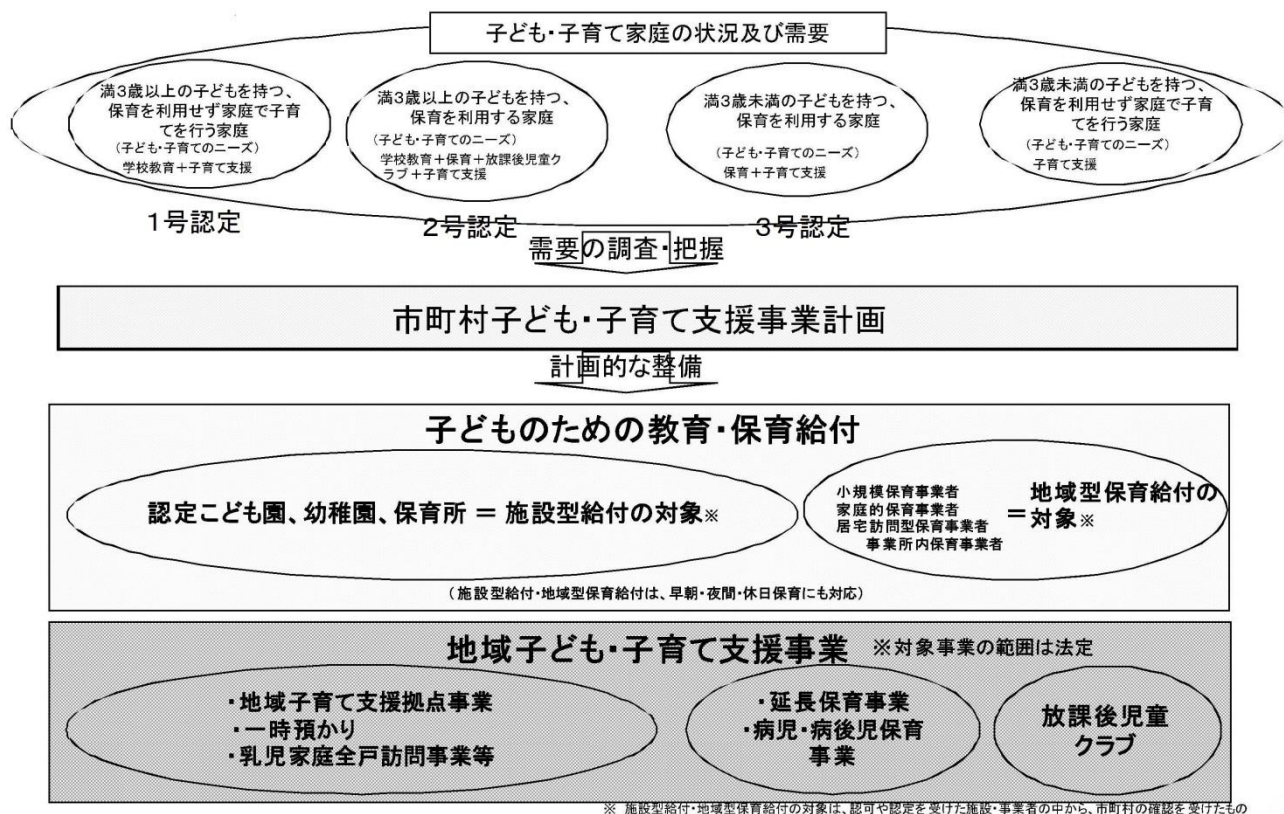 子ども・子育て家庭の状況及び需要
満3歳以上の子どもを持つ、
保育を利用せず家庭で子育
てを行う家庭
(子ども・子育てのニーズ)
学校教育+子育て支援
満3歳以上の子どもを持つ、
保育を利用する家庭
(子ども・子育てのニーズ)
学校教育+保育+放課後児童ク
ラブ+子育て支援
満3歳未満の子どもを持つ、
保育を利用する家庭
(子ども・子育てのニーズ)
保育+子育て支援
満3歳未満の子どもを持つ、
保育を利用せず家庭で子育
てを行う家庭
(子ども・子育てのニーズ)
子育て支援
1号認定
2号認定
3号認定
需要の調査・把握
市町村子ども・子育て支援事業計画
計画的な整備
子どものための教育・保育給付
認定こども園、幼稚園、保育所 = 施設型給付の対象※
小規模保育事業者
家庭的保育事業者
居宅訪問型保育事業者
事業所内保育事業者
=地域型保育給付の
対象※
(施設型給付・地域型保育給付は、早朝・夜間・休日保育にも対応)
地域子ども・子育て支援事業 ※対象事業の範囲は法定
・地域子育て支援拠点事業
・一時預かり
・乳児家庭全戸訪問事業等
・延長保育事業
・病児・病後児保育
事業
放課後児童
クラブ
※ 施設型給付・地域型保育給付の対象は、認可や認定を受けた施設・事業者の中から、市町村の確認を受けたもの